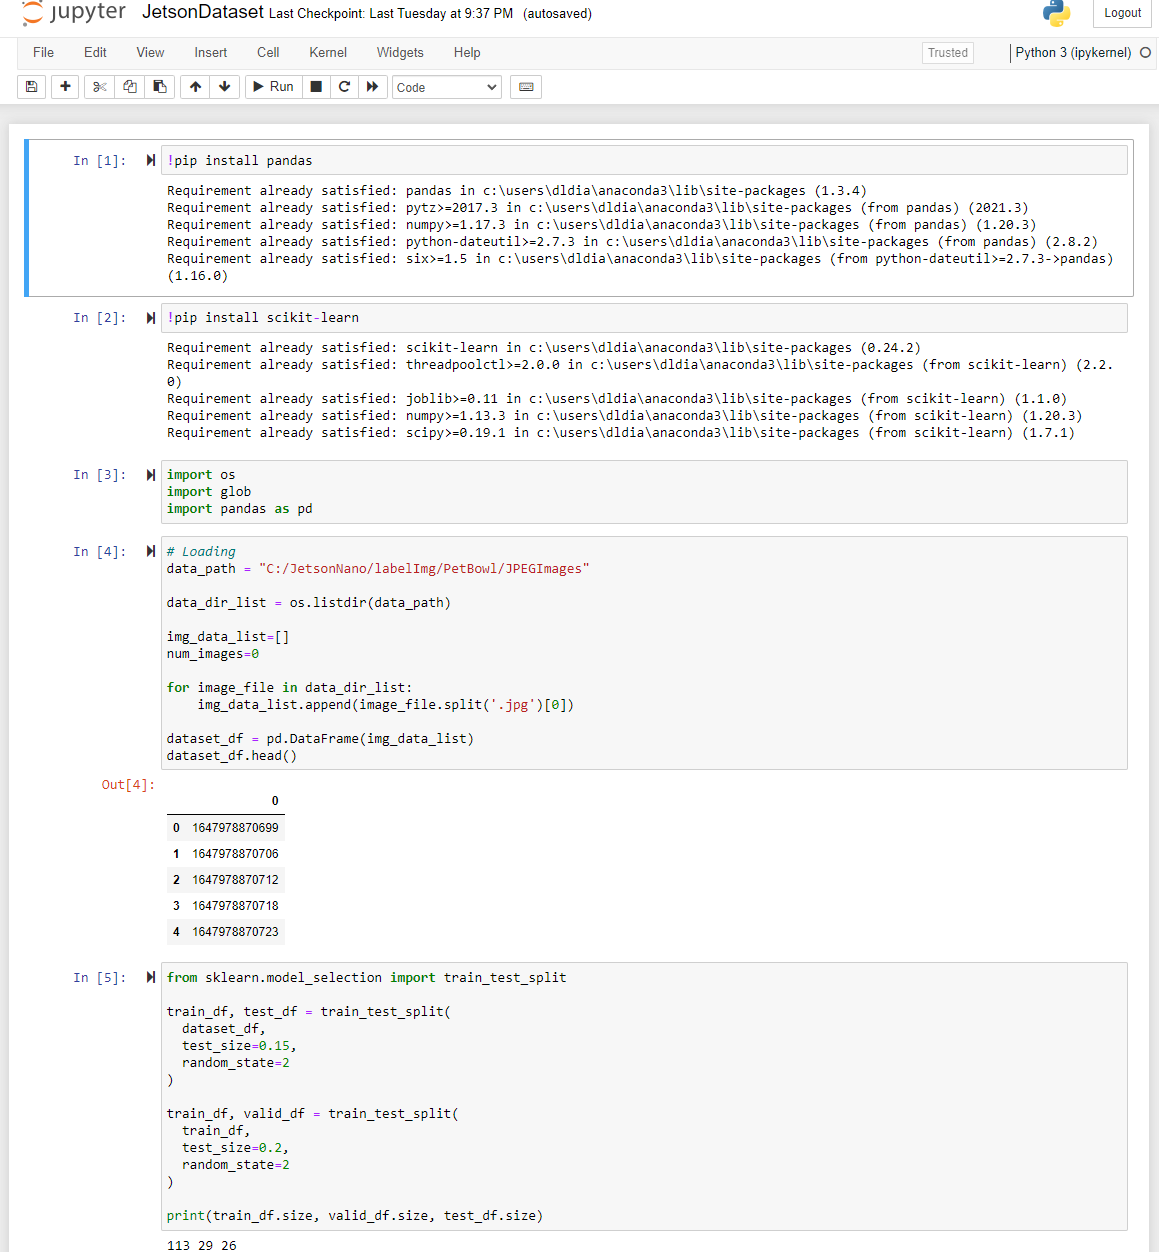 jupyter JetsonDataset Last Checkpoint: Last Tuesday at 9:37 PM (autosaved) Logout
File Edit View Insert Cell Kernel Widgets Help Trusted Python 3 (ipykernel)
Run Code
In [1]: !pip install pandas
Requirement already satisfied: pandas in c:\users\dldia\anaconda3\lib\site-packages (1.3.4)
Requirement already satisfied: pytz>=2017.3 in c:\users\dldia\anaconda3\lib\site-packages (from pandas) (2021.3)
Requirement already satisfied: numpy>=1.17.3 in c:\users\dldia\anaconda3\lib\site-packages (from pandas) (1.20.3)
Requirement already satisfied: python-dateutil>=2.7.3 in c:\users\dldia\anaconda3\lib\site-packages (from pandas) (2.8.2)
Requirement already satisfied: six>=1.5 in c:\users\dldia\anaconda3\lib\site-packages (from python-dateutil>=2.7.3->pandas)
(1.16.0)
In [2]: !pip install scikit-learn
Requirement already satisfied: scikit-learn in c:\users\dldia\anaconda3\lib\site-packages (0.24.2)
Requirement already satisfied: threadpoolctl>=2.0.0 in c:\users\dldia\anaconda3\lib\site-packages (from scikit-learn) (2.2.
0)
Requirement already satisfied: joblib>=0.11 in c:\users\dldia\anaconda3\lib\site-packages (from scikit-learn) (1.1.0)
Requirement already satisfied: numpy>=1.13.3 in c:\users\dldia\anaconda3\lib\site-packages (from scikit-learn) (1.20.3)
Requirement already satisfied: scipy>=0.19.1 in c:\users\dldia\anaconda3\lib\site-packages (from scikit-learn) (1.7.1)
In [3]: import os
import glob
import pandas as pd
In [4]: # Loading
data_path = "C:/JetsonNano/labelImg/PetBowl/JPEGImages"
data_dir_list = os.listdir(data_path)
img_data_list=[]
num_images=0
for image_file in data_dir_list:
    img_data_list.append(image_file.split('.jpg')[0])
dataset_df = pd.DataFrame(img_data_list)
dataset_df.head()
Out[4]:
0
0 1647978870699
1 1647978870706
2 1647978870712
3 1647978870718
4 1647978870723
In [5]: from sklearn.model_selection import train_test_split
train_df, test_df = train_test_split(
  dataset_df,
  test_size=0.15,
  random_state=2
)
train_df, valid_df = train_test_split(
  train_df,
  test_size=0.2,
  random_state=2
)
print(train_df.size, valid_df.size, test_df.size)
113 29 26